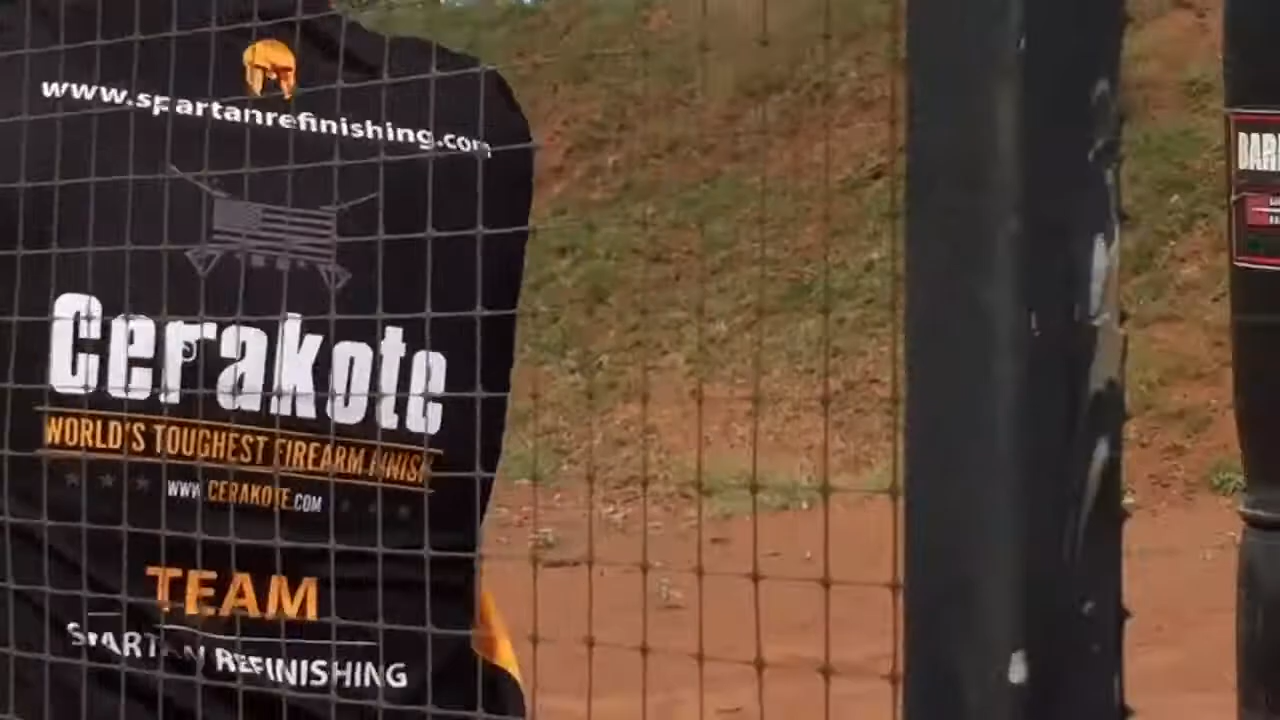 www.spartanrefinishing.com
Cerakote
WORLD'S TOUGHEST FIREARM FINISH
WWW.CERAKOTE.COM
TEAM
SPARTAN REFINISHING